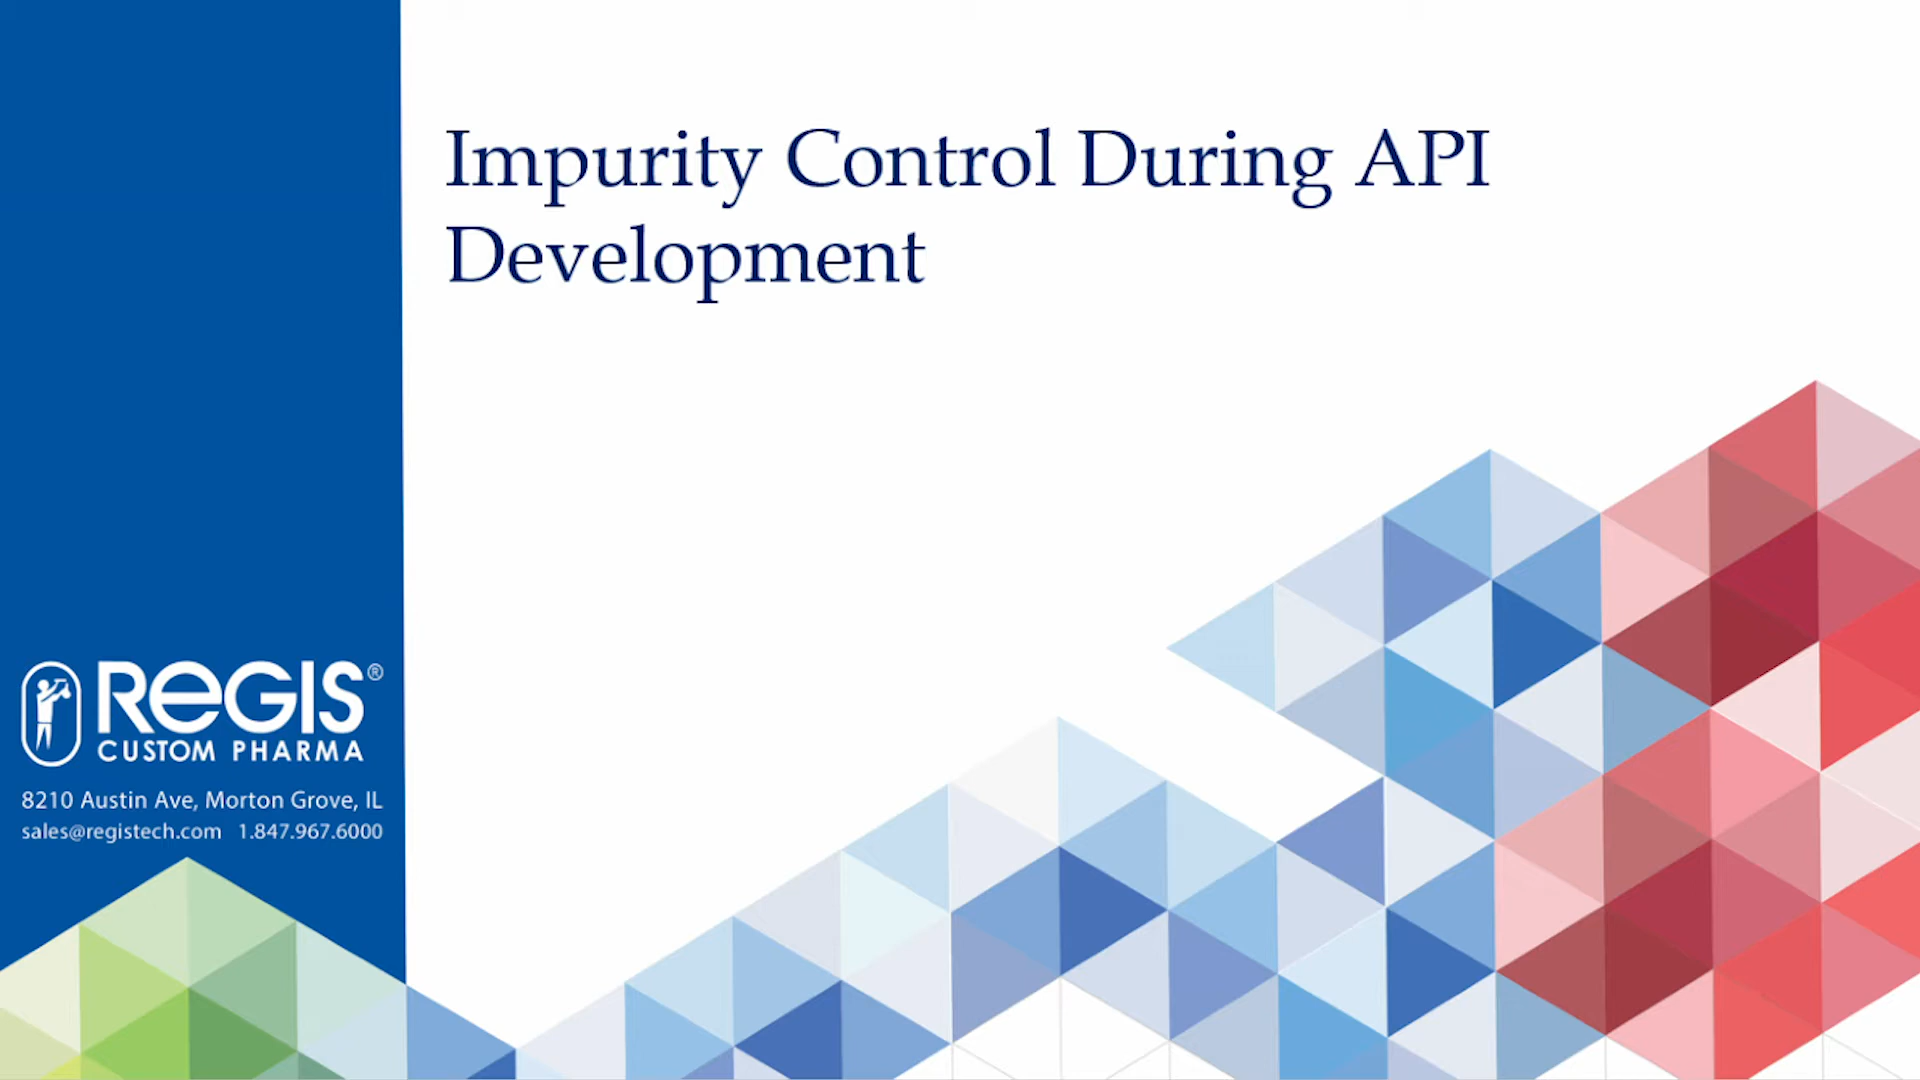 Impurity Control During API
Development
REGIS®
CUSTOM PHARMA
8210 Austin Ave, Morton Grove, IL
sales@registech.com 1.847.967.6000